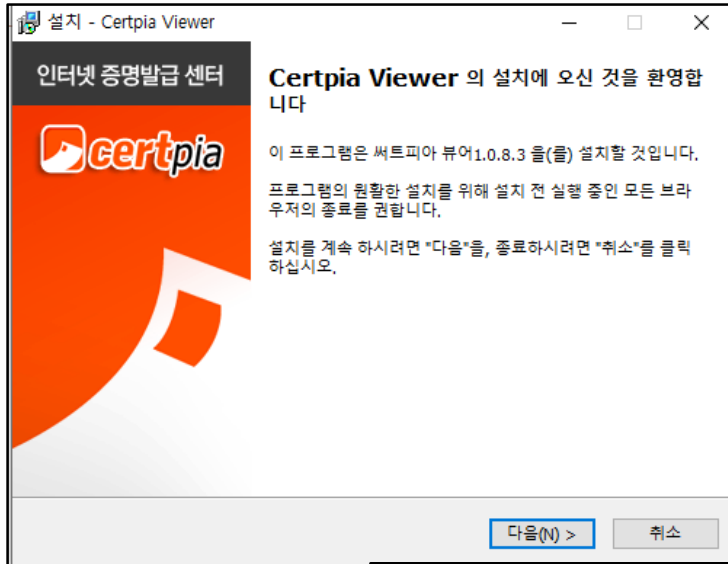 설치 - Certpia Viewer
인터넷 증명발급 센터
certpia
Certpia Viewer 의 설치에 오신 것을 환영합
니다
이 프로그램은 써트피아 뷰어1.0.8.3 을(를) 설치할 것입니다.
프로그램의 원활한 설치를 위해 설치 전 실행 중인 모든 브라
우저의 종료를 권합니다.
설치를 계속 하시려면 "다음"을, 종료하시려면 "취소"를 클릭
하십시오.
다음(N) >
취소